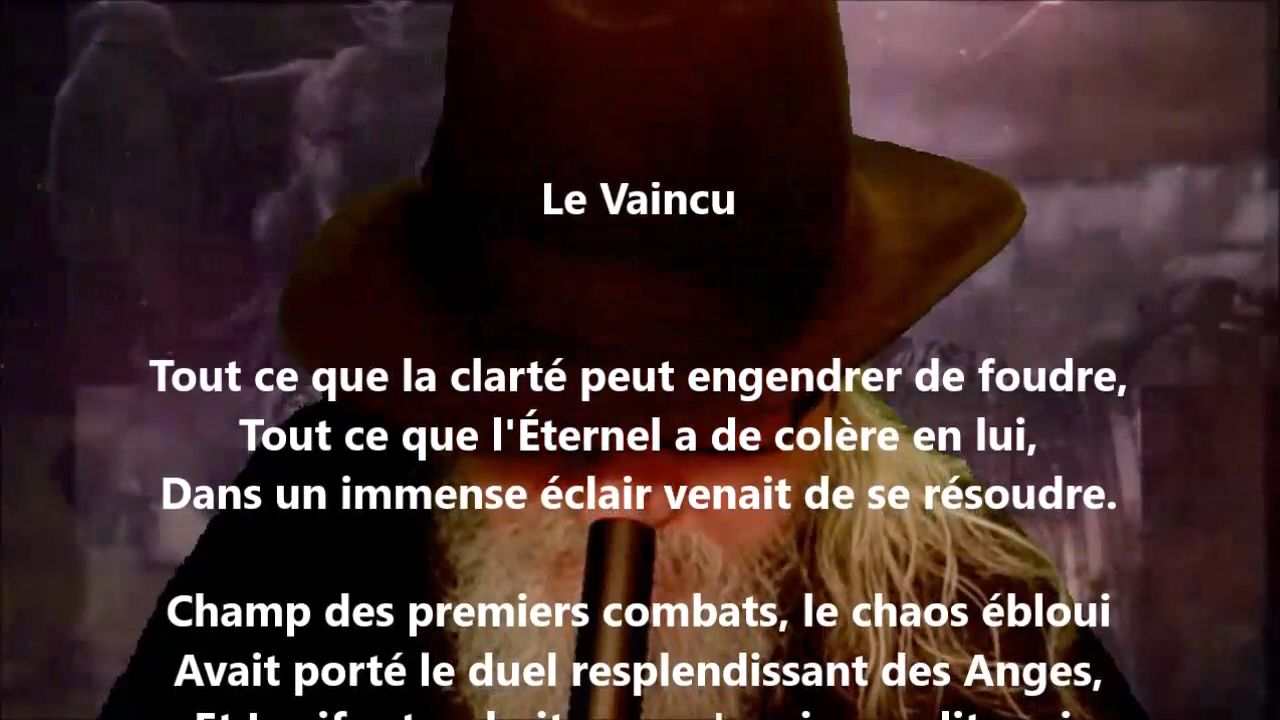 Le Vaincu
Tout ce que la clarté peut engendrer de foudre,
Tout ce que l'Éternel a de colère en lui,
Dans un immense éclair venait de se résoudre.
Champ des premiers combats, le chaos ébloui
Avait porté le duel resplendissant des Anges,
Et